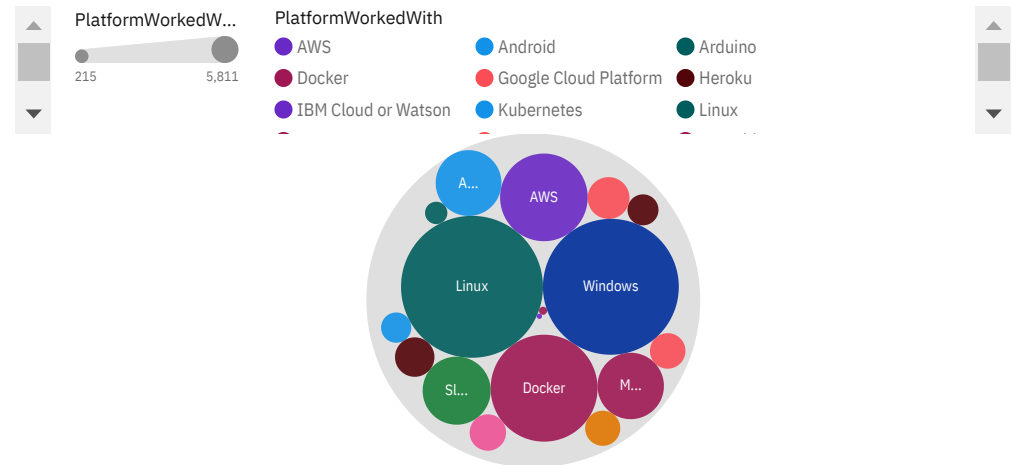 PlatformWorkedW...
215 5,811
PlatformWorkedWith
AWS Android Arduino
Docker Google Cloud Platform Heroku
IBM Cloud or Watson Kubernetes Linux
A...
AWS
Linux
Windows
Sl...
Docker
M...